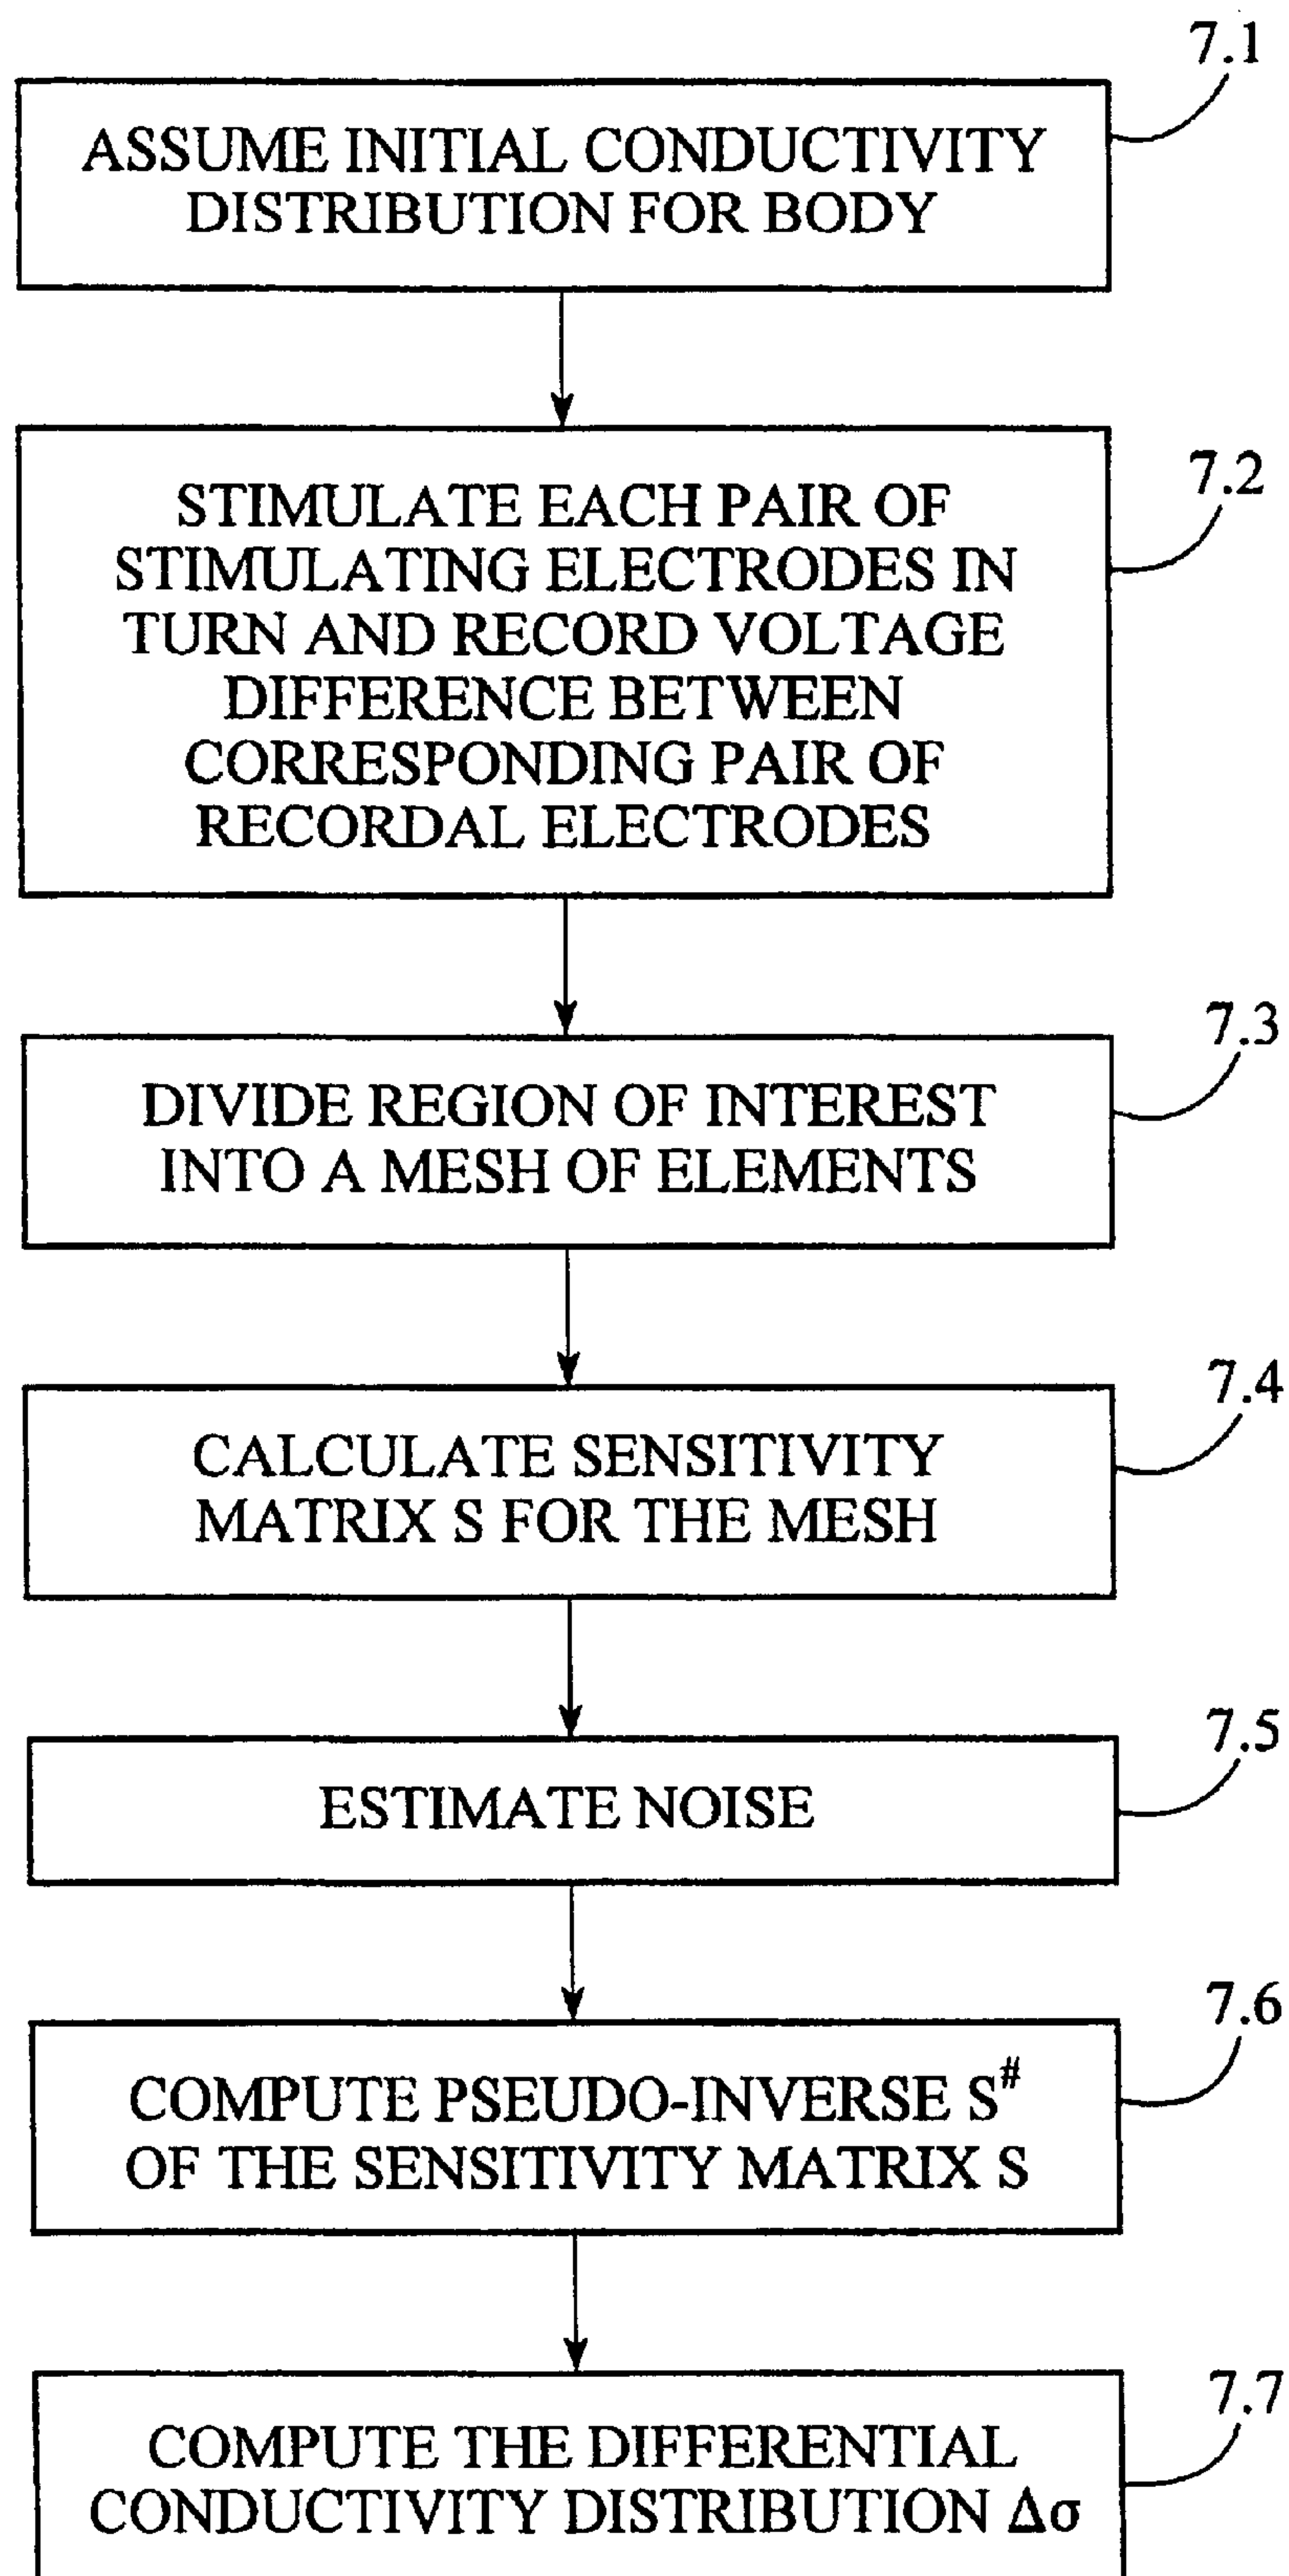 7.1
ASSUME INITIAL CONDUCTIVITY
DISTRIBUTION FOR BODY
7.2
STIMULATE EACH PAIR OF
STIMULATING ELECTRODES IN
TURN AND RECORD VOLTAGE
DIFFERENCE BETWEEN
CORRESPONDING PAIR OF
RECORDAL ELECTRODES
7.3
DIVIDE REGION OF INTEREST
INTO A MESH OF ELEMENTS
7.4
CALCULATE SENSITIVITY
MATRIX S FOR THE MESH
7.5
ESTIMATE NOISE
7.6
COMPUTE PSEUDO-INVERSE S#
OF THE SENSITIVITY MATRIX S
7.7
COMPUTE THE DIFFERENTIAL
CONDUCTIVITY DISTRIBUTION Δσ